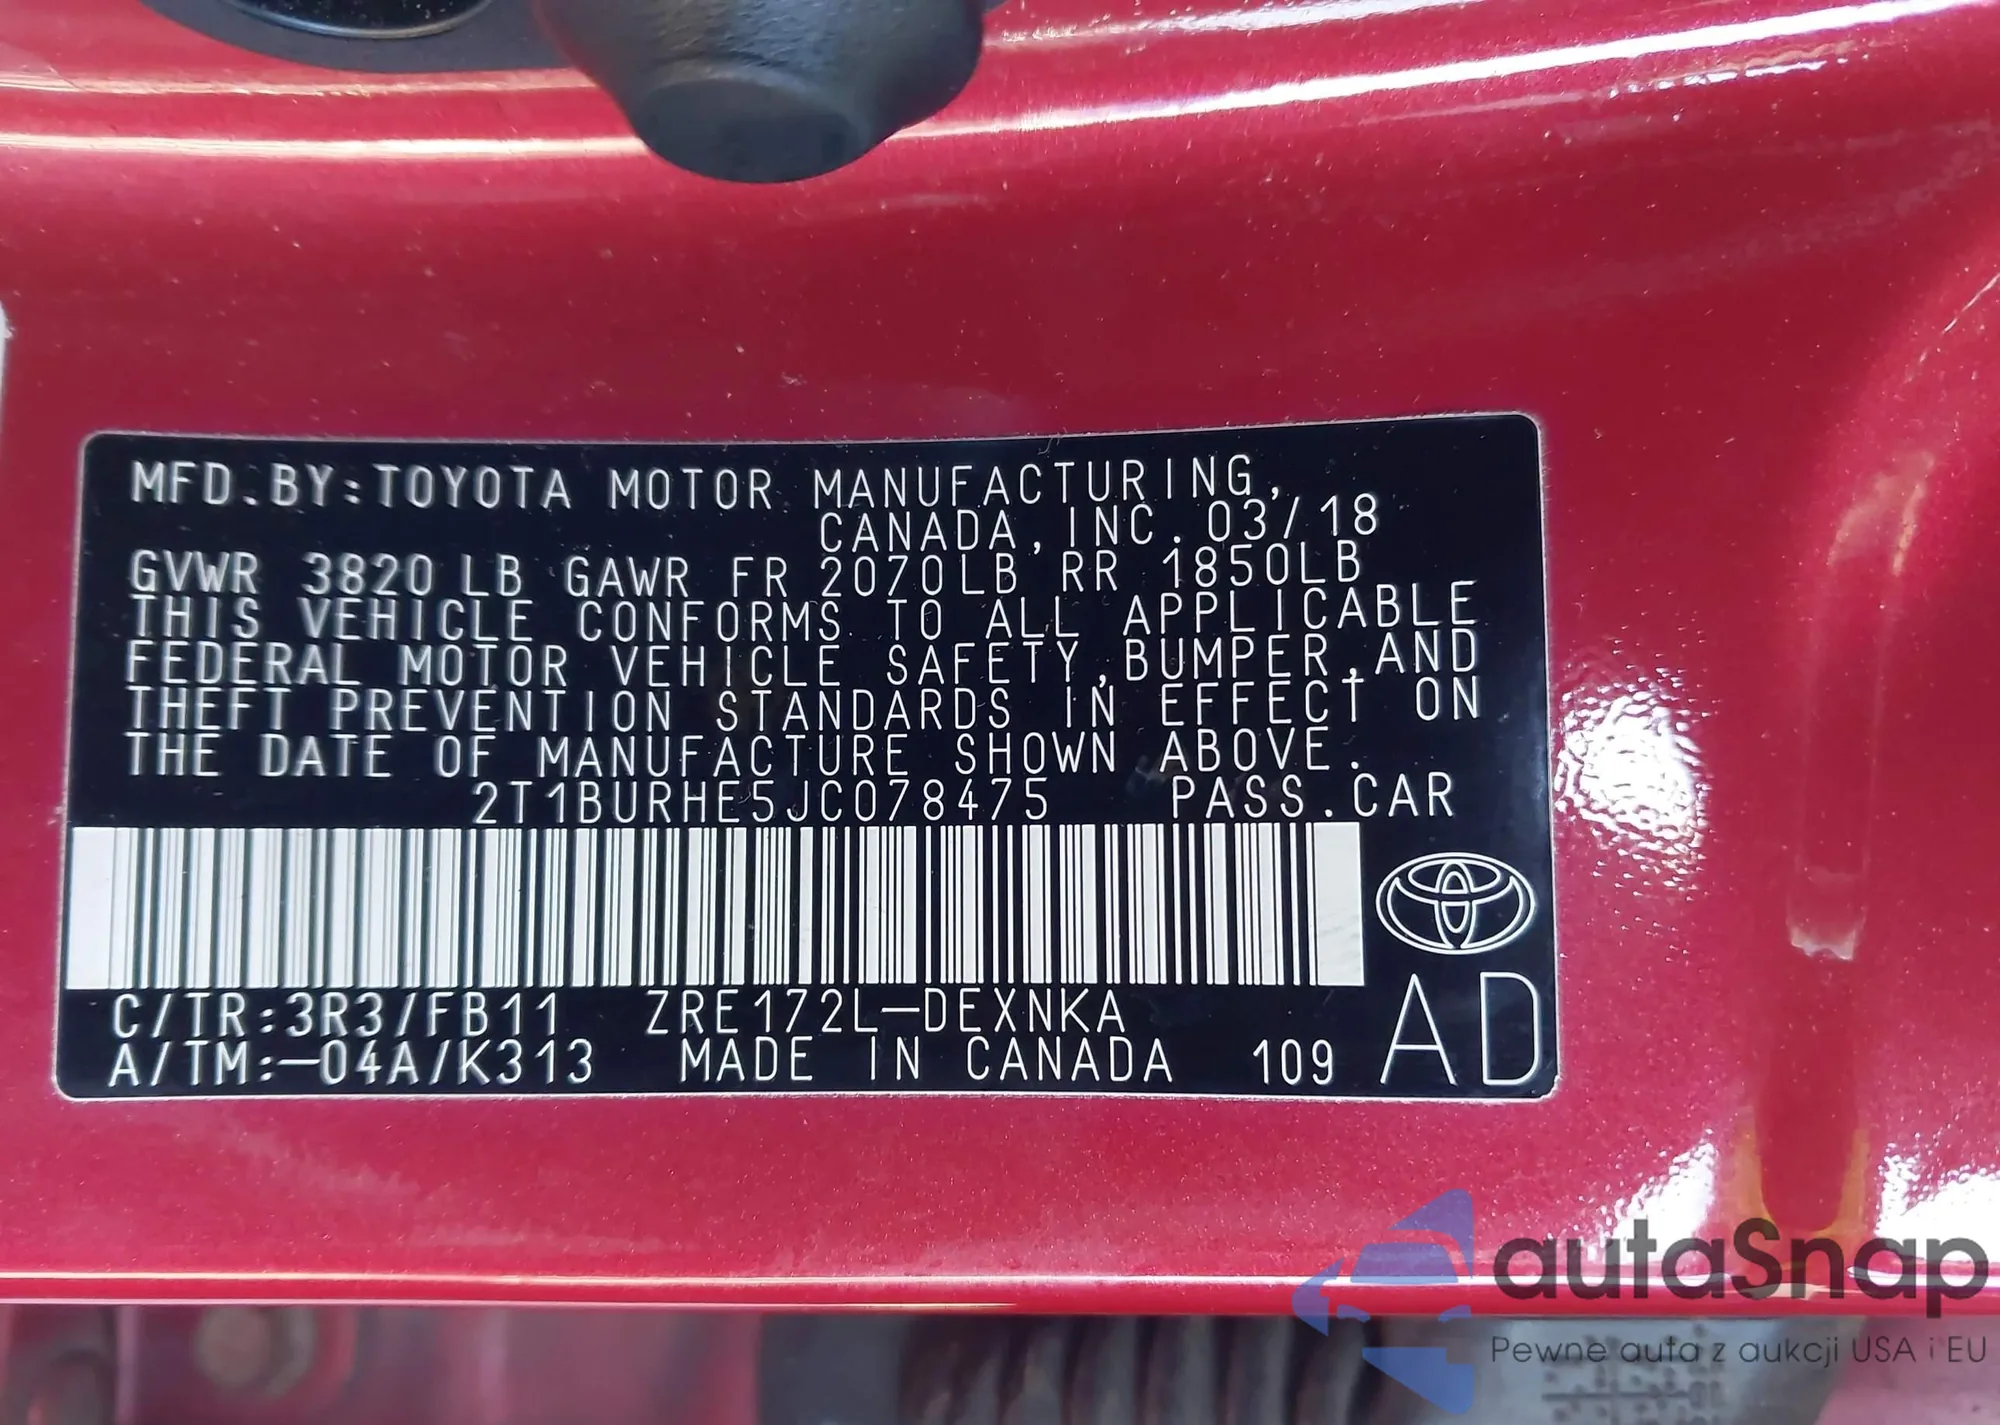 MFD.BY:TOYOTA MOTOR MANUFACTURING,
CANADA,INC.03/18
GVWR 3820LB GAWR FR 2070LB RR 1850LB
THIS VEHICLE CONFORMS TO ALL APPLICABLE
FEDERAL MOTOR VEHICLE SAFETY,BUMPER,AND
THEFT PREVENTION STANDARDS IN EFFECT ON
THE DATE OF MANUFACTURE SHOWN ABOVE.
2T1BURHE5JC078475 PASS.CAR
C/TR:3R3/FB11 ZRE172L-DEXNKA
A/TM:-04A/K313 MADE IN CANADA 109
AD
autaSnap
Pewne auta z aukcji USA i EU